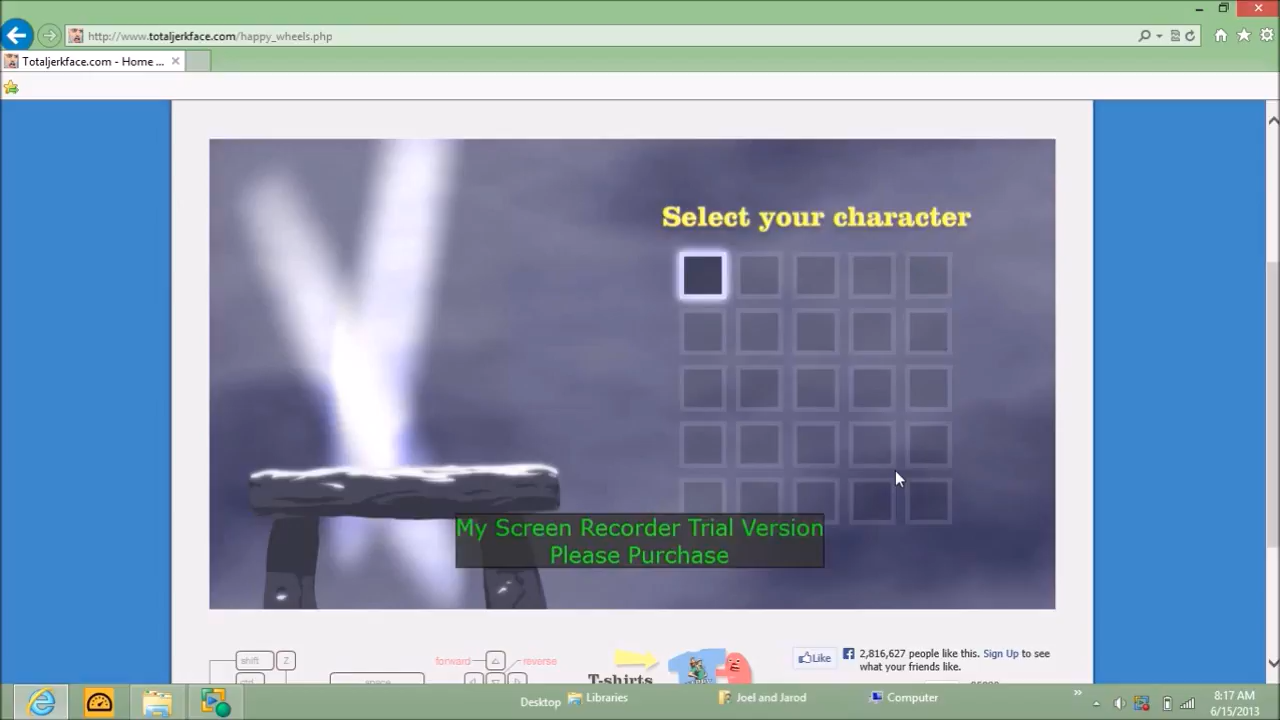 http://www.totaljerkface.com/happy_wheels.php
Totaljerkface.com - Home ...
Select your character
My Screen Recorder Trial Version
Please Purchase
shift
Z
forward
reverse
space
T-shirts
Like
2,816,627 people like this. Sign Up to see
what your friends like.
Desktop
Libraries
Joel and Jarod
Computer
8:17 AM
6/15/2013